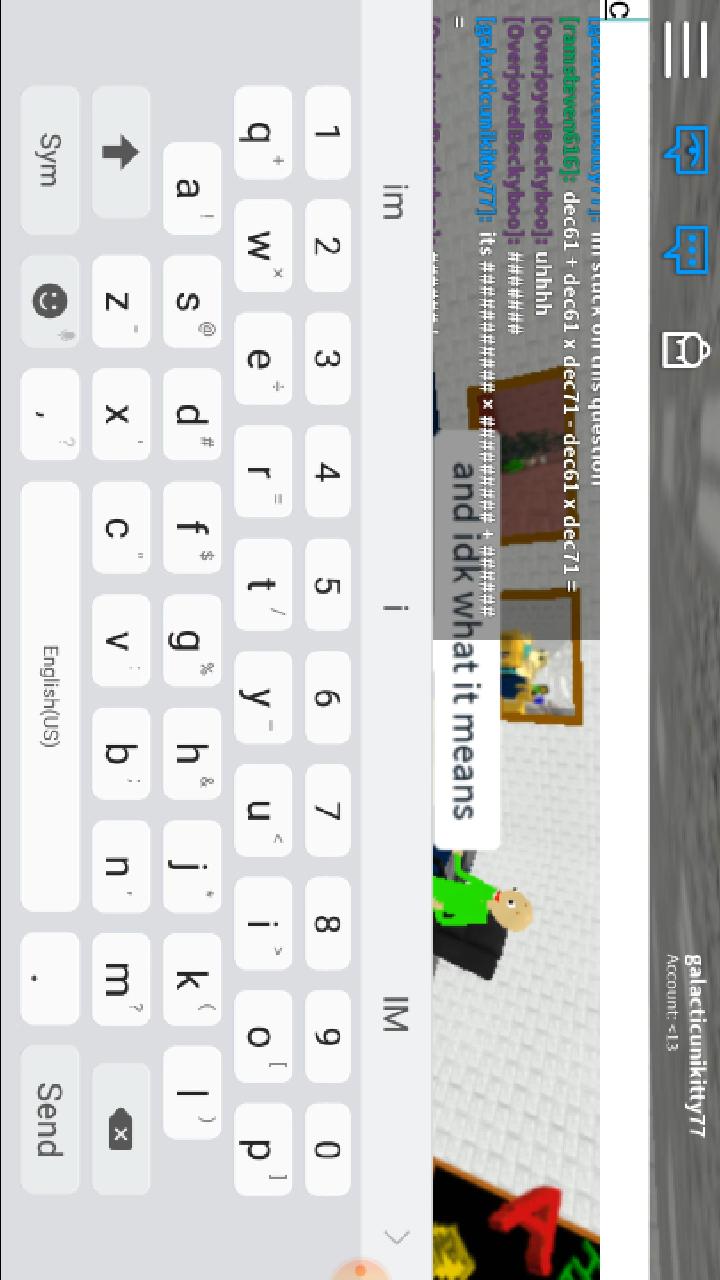 galacticunikitty77
Account: <13
C
[galacticunikitty77]: im stuck on this question
[ramsteven616]: dec61 + dec61 x dec71 - dec61 x dec71 =
[OverjoyedBeckyboo]: uhhhh
[OverjoyedBeckyboo]: #######
[galacticunikitty77]: its ########### x ########## + ######
=
and idk what it means
A
im i IM
1 2 3 4 5 6 7 8 9 0
q + w × e ÷ r = t / y _ u < i > o [ p ]
a ! s @ d # f $ g % h & j * k ( l )
z - x ' c " v : b ; n , m ?
Sym , ? English(US) . Send